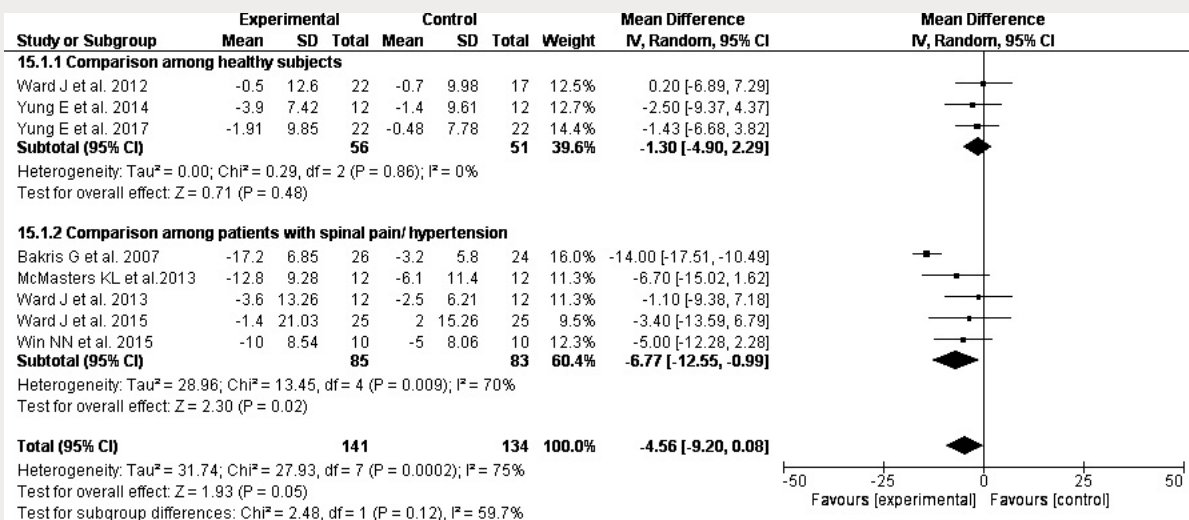 Experimental Control Mean Difference Mean Difference
Study or Subgroup Mean SD Total Mean SD Total Weight IV, Random, 95% CI IV, Random, 95% CI
15.1.1 Comparison among healthy subjects
Ward J et al. 2012 -0.5 12.6 22 -0.7 9.98 17 12.5% 0.20 [-6.89, 7.29]
Yung E et al. 2014 -3.9 7.42 12 -1.4 9.61 12 12.7% -2.50 [-9.37, 4.37]
Yung E et al. 2017 -1.91 9.85 22 -0.48 7.78 22 14.4% -1.43 [-6.68, 3.82]
Subtotal (95% CI) 56 51 39.6% -1.30 [-4.90, 2.29]
Heterogeneity: Tau² = 0.00; Chi² = 0.29, df = 2 (P = 0.86); I² = 0%
Test for overall effect: Z = 0.71 (P = 0.48)
15.1.2 Comparison among patients with spinal pain/ hypertension
Bakris G et al. 2007 -17.2 6.85 26 -3.2 5.8 24 16.0% -14.00 [-17.51, -10.49]
McMasters KL et al.2013 -12.8 9.28 12 -6.1 11.4 12 11.3% -6.70 [-15.02, 1.62]
Ward J et al. 2013 -3.6 13.26 12 -2.5 6.21 12 11.3% -1.10 [-9.38, 7.18]
Ward J et al. 2015 -1.4 21.03 25 2 15.26 25 9.5% -3.40 [-13.59, 6.79]
Win NN et al. 2015 -10 8.54 10 -5 8.06 10 12.3% -5.00 [-12.28, 2.28]
Subtotal (95% CI) 85 83 60.4% -6.77 [-12.55, -0.99]
Heterogeneity: Tau² = 28.96; Chi² = 13.45, df = 4 (P = 0.009); I² = 70%
Test for overall effect: Z = 2.30 (P = 0.02)
Total (95% CI) 141 134 100.0% -4.56 [-9.20, 0.08]
Heterogeneity: Tau² = 31.74; Chi² = 27.93, df = 7 (P = 0.0002); I² = 75%
Test for overall effect: Z = 1.93 (P = 0.05)
Test for subgroup differences: Chi² = 2.48, df = 1 (P = 0.12), I² = 59.7%
-50 -25 0 25 50
Favours [experimental] Favours [control]